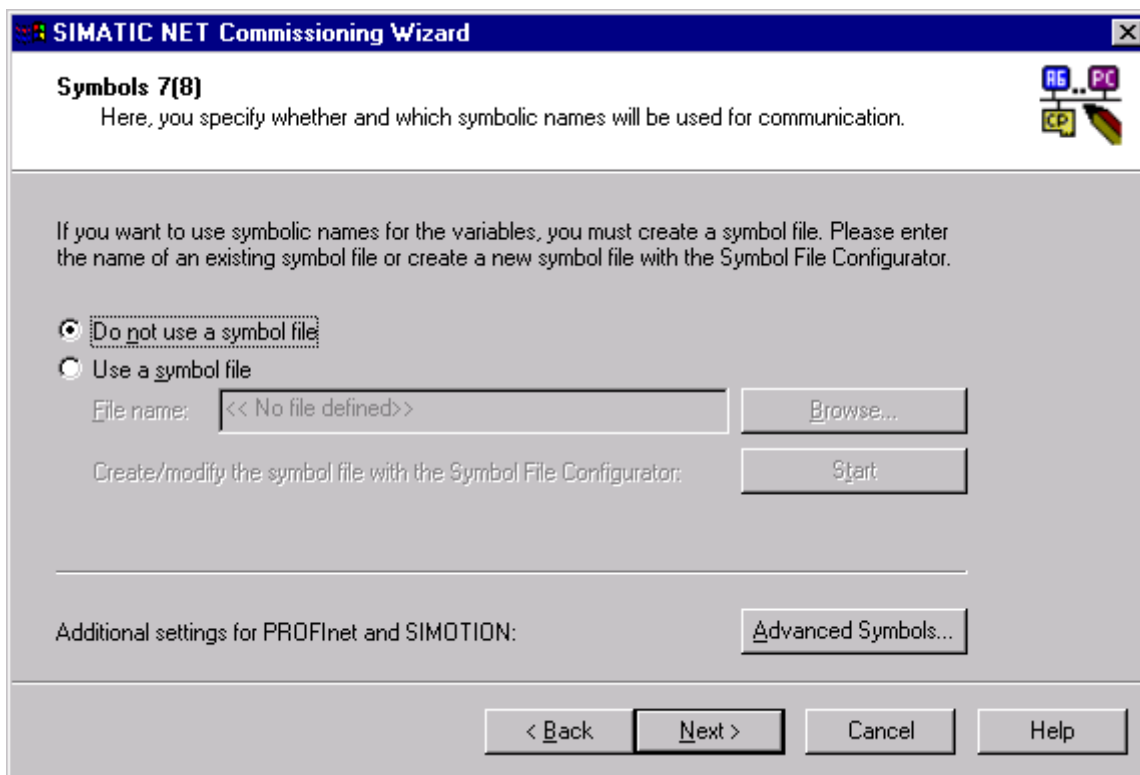 SIMATIC NET Commissioning Wizard
Symbols 7(8)
Here, you specify whether and which symbolic names will be used for communication.
AG
..
PC
CP
If you want to use symbolic names for the variables, you must create a symbol file. Please enter
the name of an existing symbol file or create a new symbol file with the Symbol File Configurator.
Do not use a symbol file
Use a symbol file
File name: << No file defined>> Browse...
Create/modify the symbol file with the Symbol File Configurator: Start
Additional settings for PROFInet and SIMOTION: Advanced Symbols...
< Back Next > Cancel Help